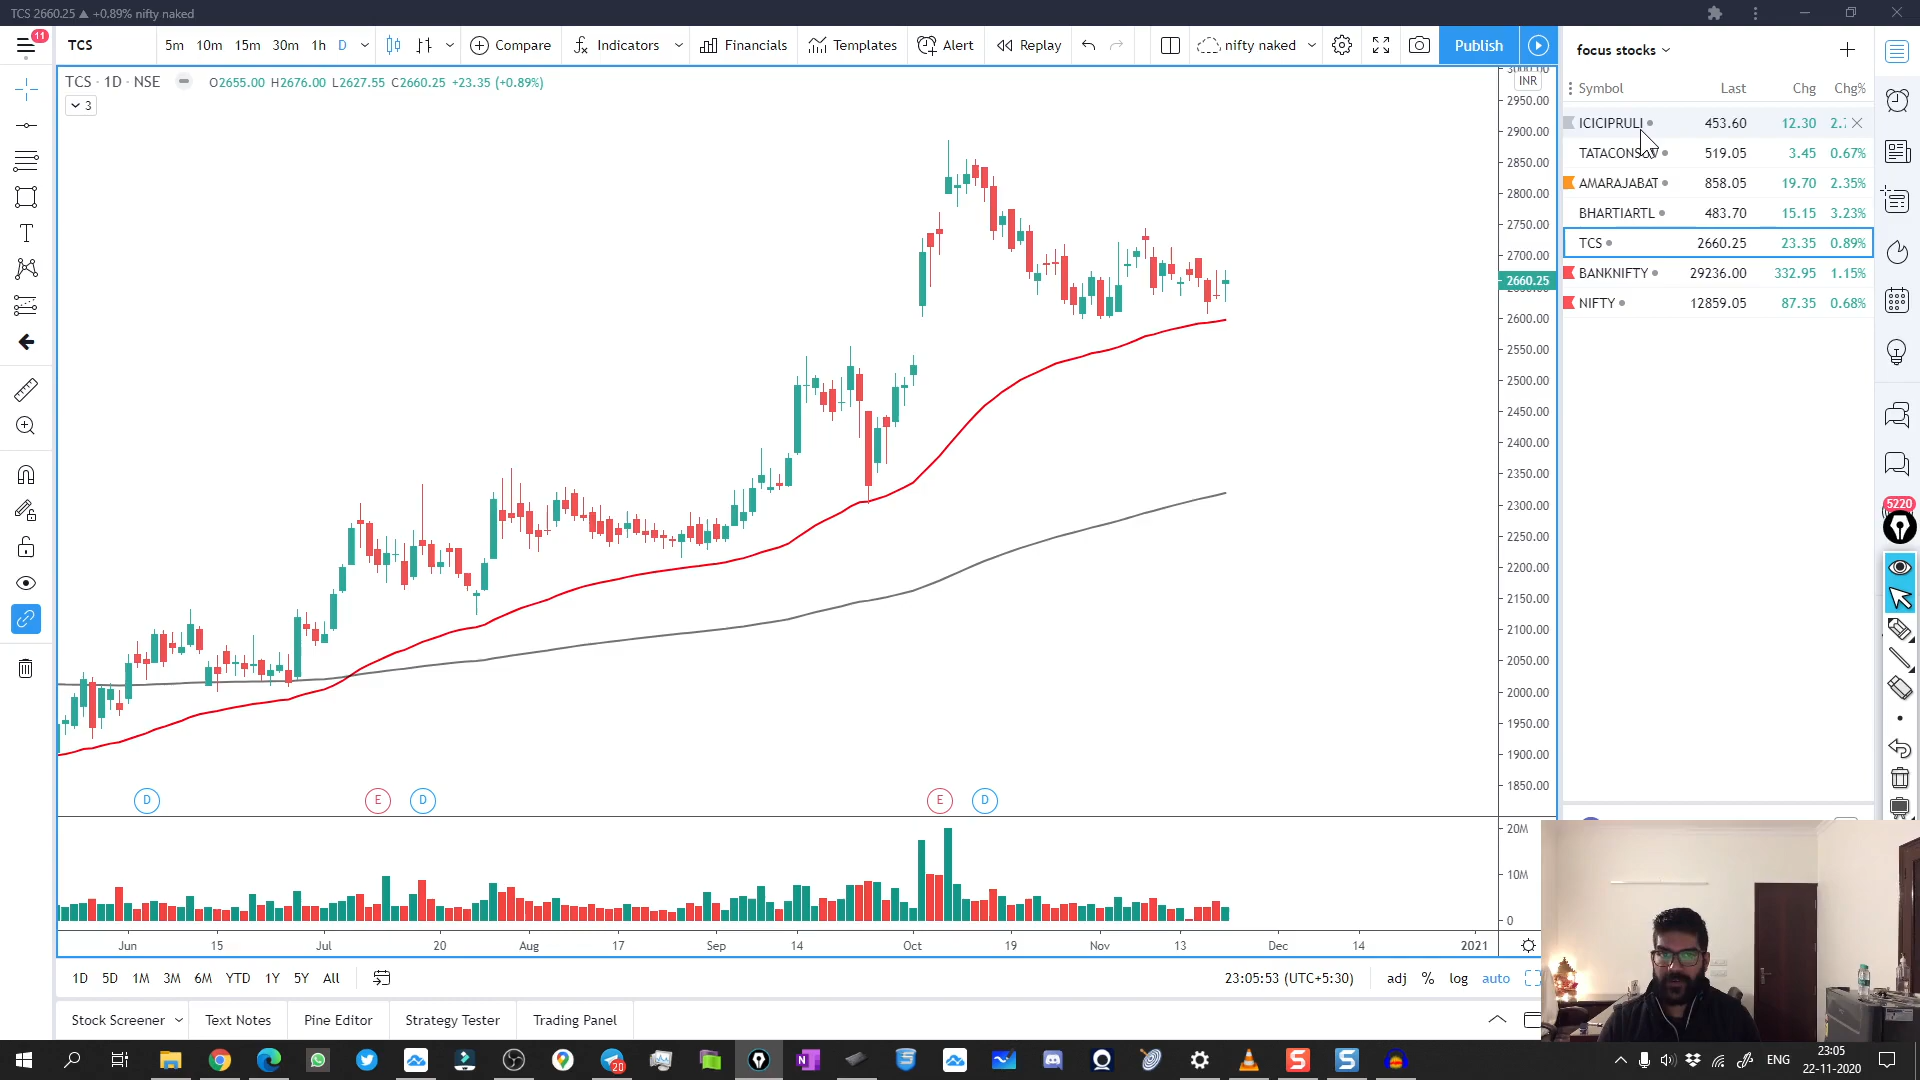 TCS 2660.25 ▲ +0.89% nifty naked
11
TCS
5m 10m 15m 30m 1h D
Compare
Indicators
Financials
Templates
Alert
Replay
nifty naked
Publish
TCS · 1D · NSE
O2655.00 H2676.00 L2627.55 C2660.25 +23.35 (+0.89%)
3
INR
3000.00
2950.00
2900.00
2850.00
2800.00
2750.00
2700.00
2660.25
2600.00
2550.00
2500.00
2450.00
2400.00
2350.00
2300.00
2250.00
2200.00
2150.00
2100.00
2050.00
2000.00
1950.00
1900.00
1850.00
D E D E D
20M
10M
0
Jun 15 Jul 20 Aug 17 Sep 14 Oct 19 Nov 13 Dec 14 2021
1D 5D 1M 3M 6M YTD 1Y 5Y All
23:05:53 (UTC+5:30)
adj % log auto
Stock Screener Text Notes Pine Editor Strategy Tester Trading Panel
focus stocks
Symbol Last Chg Chg%
ICICIPRULI 453.60 12.30
519.05 3.45 0.67%
AMARAJABAT 858.05 19.70 2.35%
BHARTIARTL 483.70 15.15 3.23%
TCS 2660.25 23.35 0.89%
BANKNIFTY 29236.00 332.95 1.15%
NIFTY 12859.05 87.35 0.68%
5220
20
ENG
23:05
22-11-2020